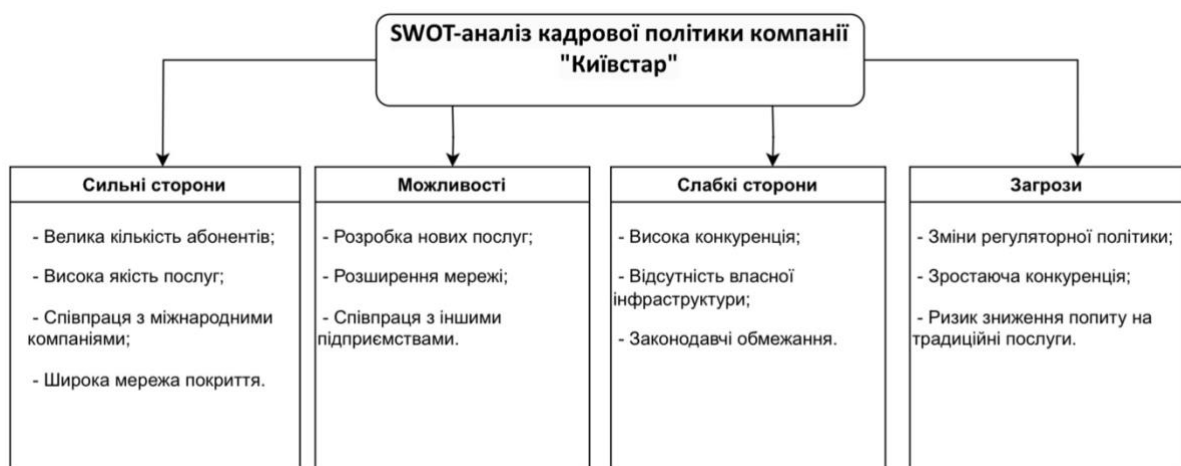 SWOT-аналіз кадрової політики компанії
"Київстар"
Сильні сторони
- Велика кількість абонентів;
- Висока якість послуг;
- Співпраця з міжнародними
компаніями;
- Широка мережа покриття.
Можливості
- Розробка нових послуг;
- Розширення мережі;
- Співпраця з іншими
підприємствами.
Слабкі сторони
- Висока конкуренція;
- Відсутність власної
інфраструктури;
- Законодавчі обмежання.
Загрози
- Зміни регуляторної політики;
- Зростаюча конкуренція;
- Ризик зниження попиту на
традиційні послуги.